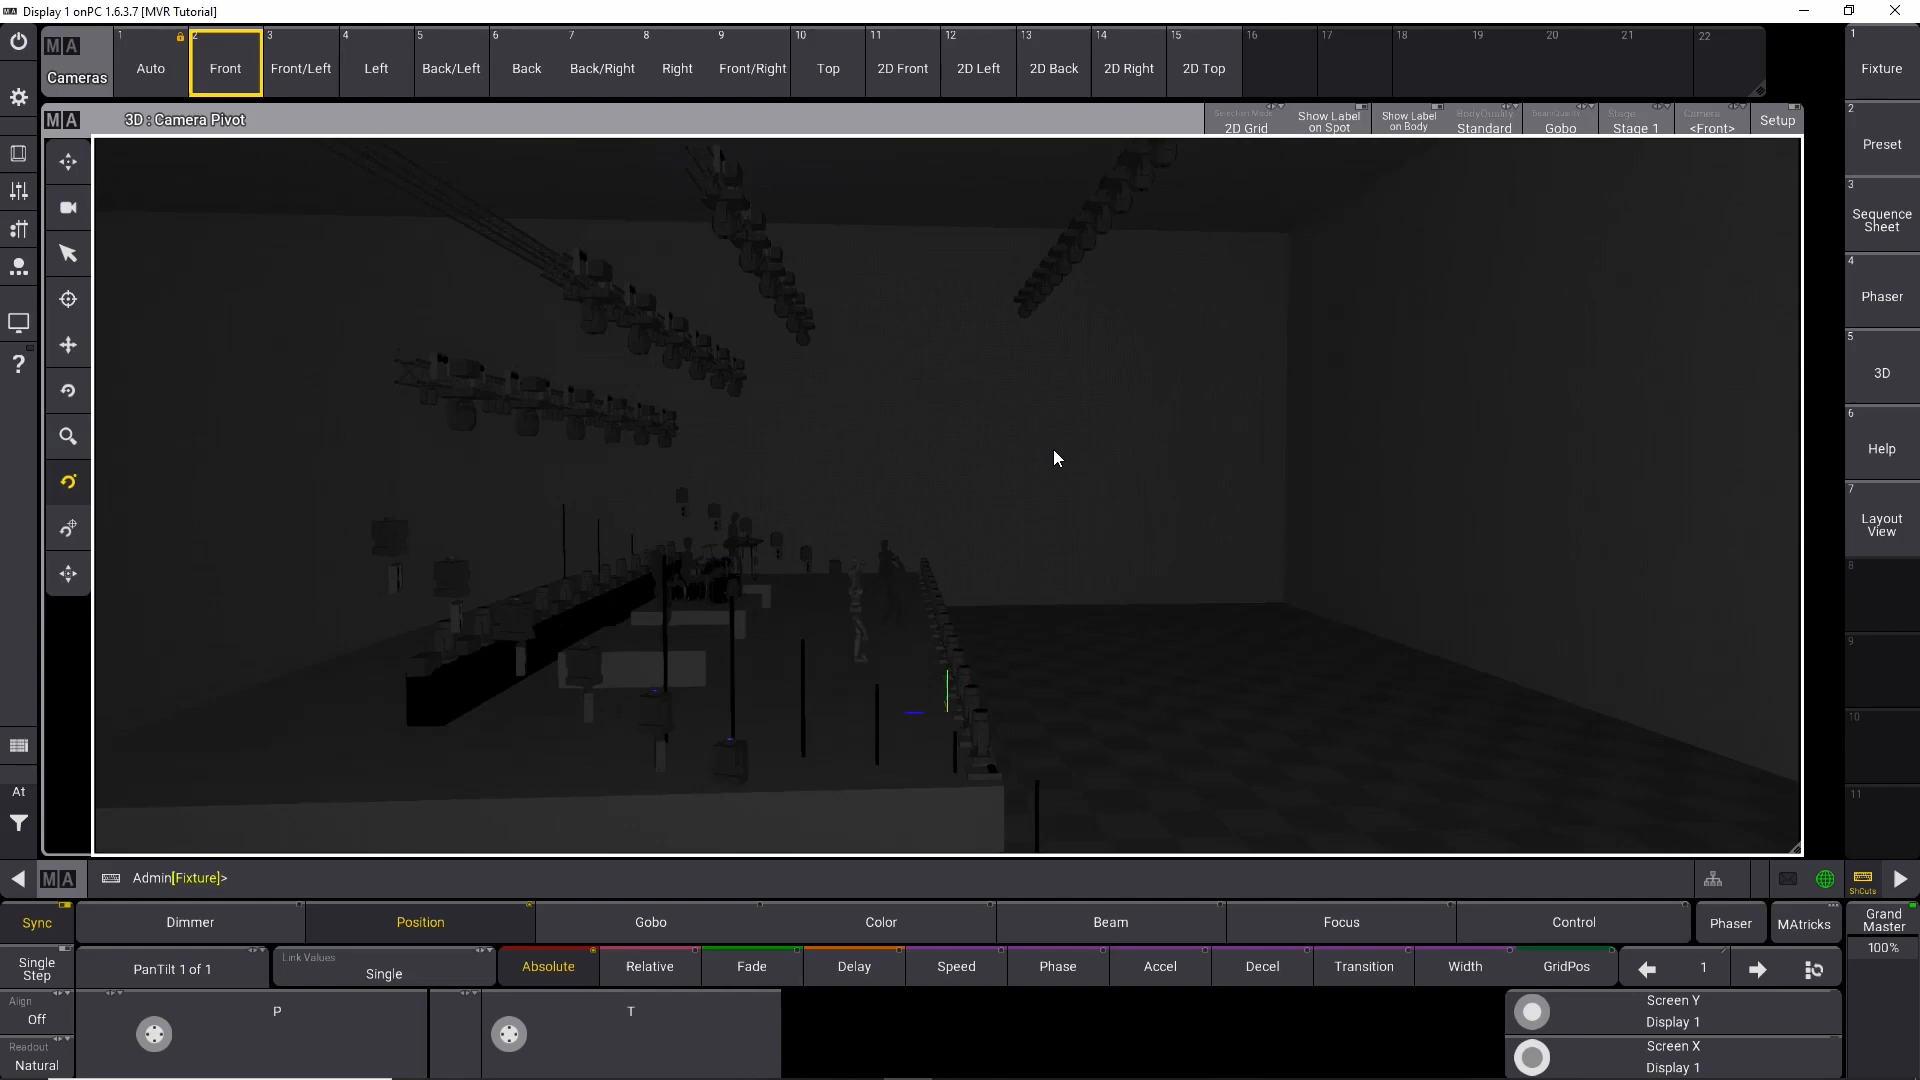 Display 1 onPC 1.6.3.7 [MVR Tutorial]
MA
Cameras
1
Auto
2
Front
3
Front/Left
4
Left
5
Back/Left
6
Back
7
Back/Right
8
Right
9
Front/Right
10
Top
11
2D Front
12
2D Left
13
2D Back
14
2D Right
15
2D Top
16
17
18
19
20
21
22
MA
3D : Camera Pivot
Selection Mode
2D Grid
Show Label
on Spot
Show Label
on Body
BodyQuality
Standard
BeamQuality
Gobo
Stage
Stage 1
Camera
<Front>
Setup
1
Fixture
2
Preset
3
Sequence
Sheet
4
Phaser
5
3D
6
Help
7
Layout
View
8
9
10
11
?
At
MA
Admin[Fixture]>
ShCuts
Sync
Dimmer
Position
Gobo
Color
Beam
Focus
Control
Phaser
MAtricks
Grand
Master
100%
Single
Step
PanTilt 1 of 1
Link Values
Single
Absolute
Relative
Fade
Delay
Speed
Phase
Accel
Decel
Transition
Width
GridPos
1
Align
Off
P
T
Screen Y
Display 1
Readout
Natural
Screen X
Display 1